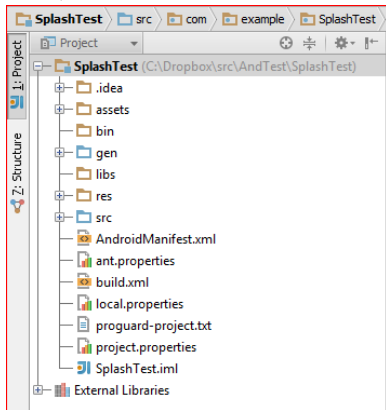 SplashTest src com example SplashTest
1: Project
Project
SplashTest (C:\Dropbox\src\AndTest\SplashTest)
.idea
assets
bin
gen
libs
res
src
AndroidManifest.xml
ant.properties
build.xml
local.properties
proguard-project.txt
project.properties
SplashTest.iml
External Libraries
Z: Structure